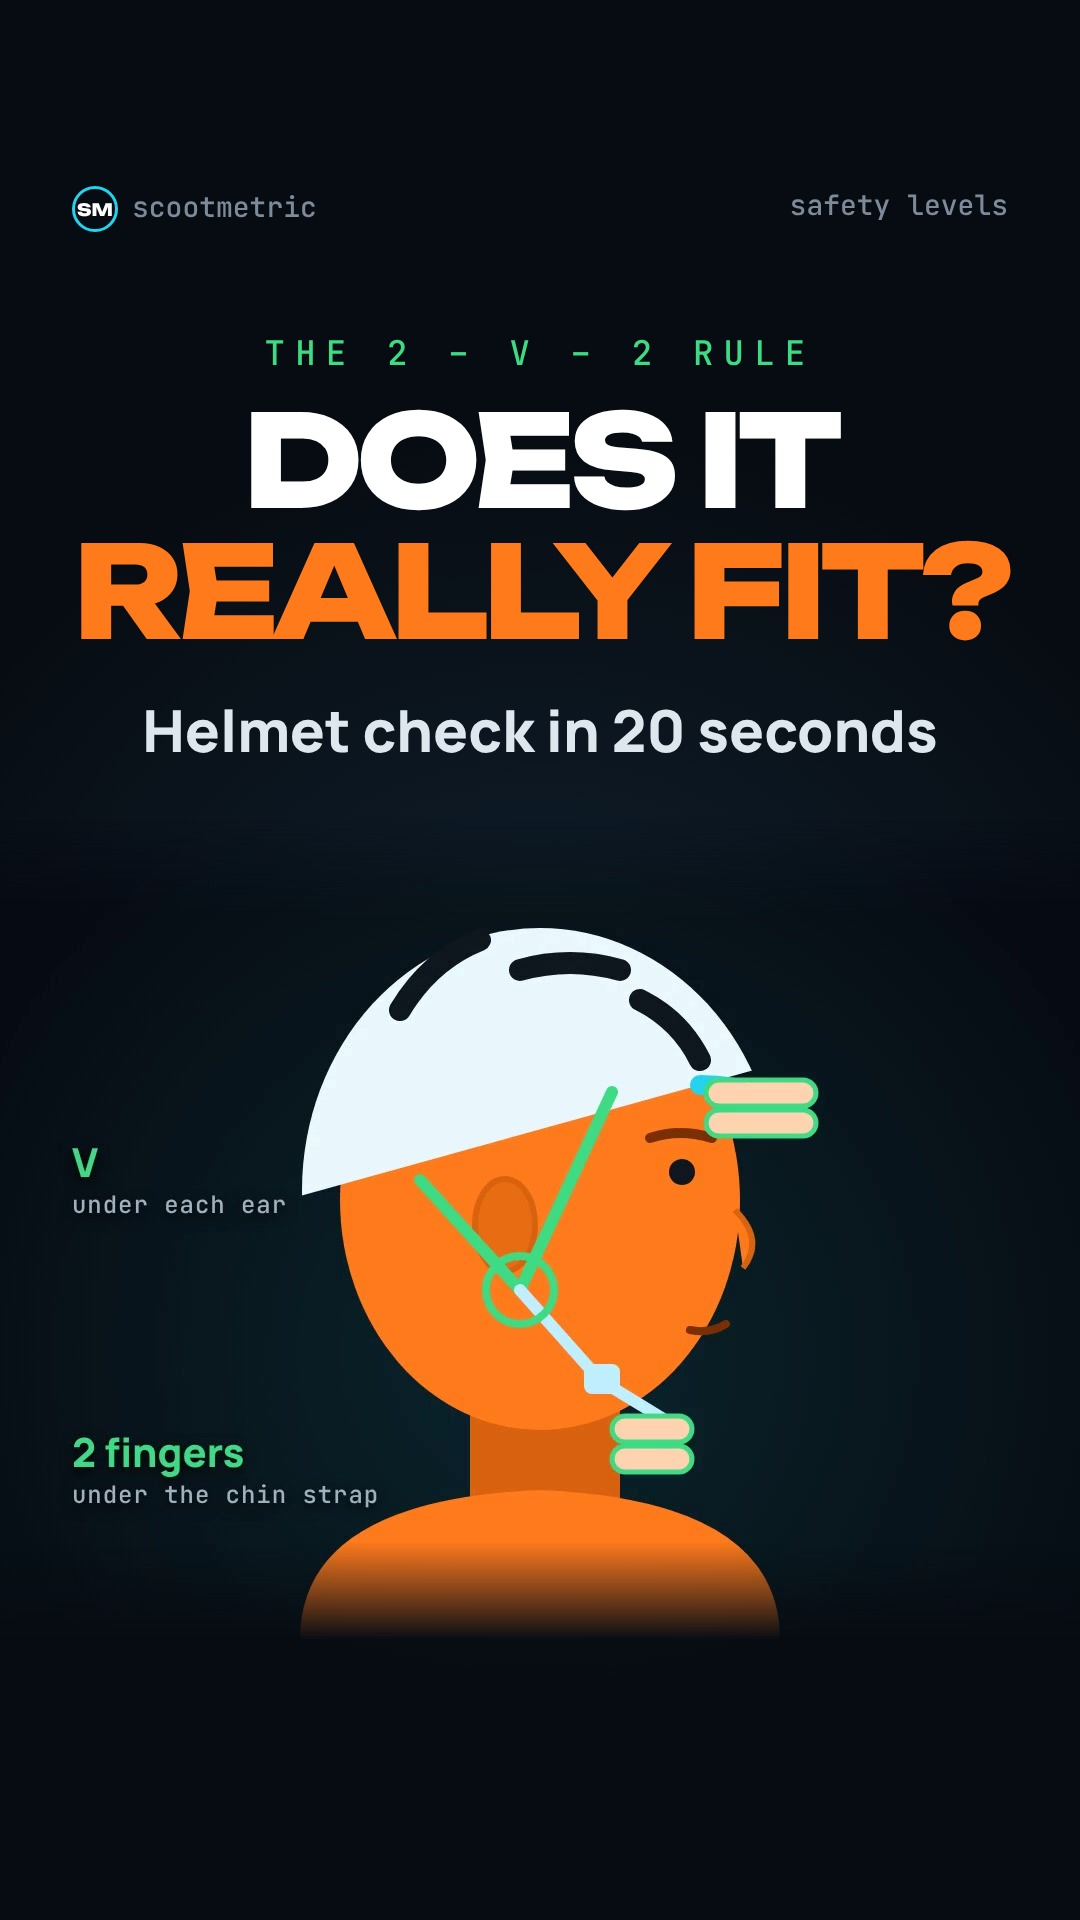 SM scootmetric
safety levels
THE 2 - V - 2 RULE
DOES IT
REALLY FIT?
Helmet check in 20 seconds
V
under each ear
2 fingers
under the chin strap